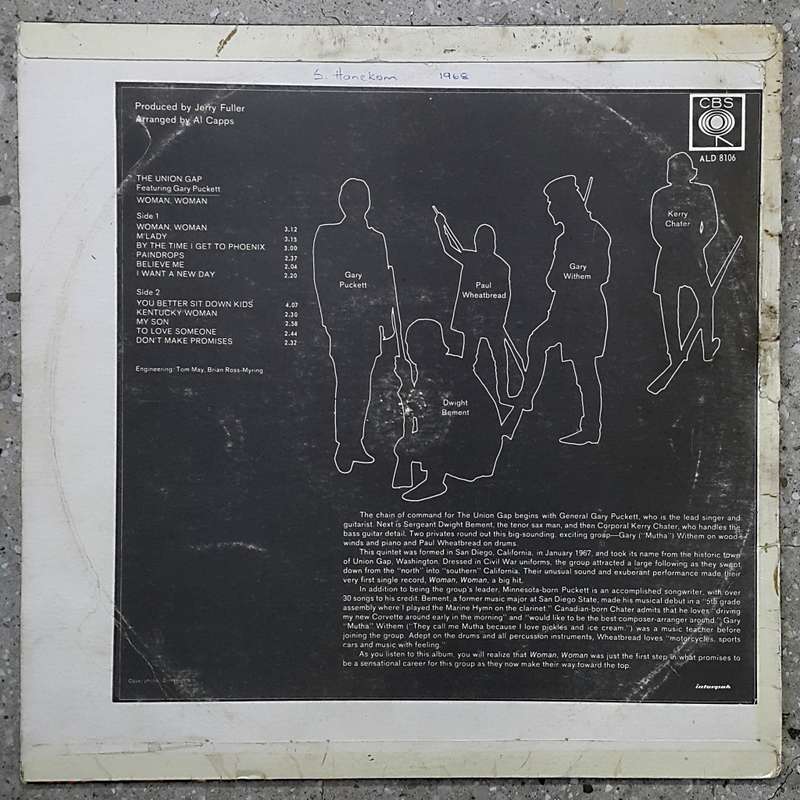 S. Hanekom 1968
Produced by Jerry Fuller
Arranged by Al Capps
CBS
ALD 8106
THE UNION GAP
Featuring Gary Puckett
WOMAN, WOMAN
Side 1
WOMAN, WOMAN 3.12
M'LADY 3.15
BY THE TIME I GET TO PHOENIX 3.00
PAINDROPS 2.37
BELIEVE ME 2.04
I WANT A NEW DAY 2.20
Side 2
YOU BETTER SIT DOWN KIDS 4.07
KENTUCKY WOMAN 2.30
MY SON 2.58
TO LOVE SOMEONE 2.44
DON'T MAKE PROMISES 2.32
Engineering: Tom May, Brian Ross-Myring
Gary
Puckett
Paul
Wheatbread
Gary
Withem
Kerry
Chater
Dwight
Bement
The chain of command for The Union Gap begins with General Gary Puckett, who is the lead singer and
guitarist. Next is Sergeant Dwight Bement, the tenor sax man, and then Corporal Kerry Chater, who handles the
bass guitar detail. Two privates round out this big-sounding, exciting group—Gary ("Mutha") Withem on wood-
winds and piano and Paul Wheatbread on drums.
This quintet was formed in San Diego, California, in January 1967, and took its name from the historic town
of Union Gap, Washington. Dressed in Civil War uniforms, the group attracted a large following as they swept
down from the "north" into "southern" California. Their unusual sound and exuberant performance made their
very first single record, Woman, Woman, a big hit.
In addition to being the group's leader, Minnesota-born Puckett is an accomplished songwriter, with over
30 songs to his credit. Bement, a former music major at San Diego State, made his musical debut in a "5th grade
assembly where I played the Marine Hymn on the clarinet." Canadian-born Chater admits that he loves "driving
my new Corvette around early in the morning" and "would like to be the best composer-arranger around." Gary
"Mutha" Withem ("They call me Mutha because I love pickles and ice cream.") was a music teacher before
joining the group. Adept on the drums and all percussion instruments, Wheatbread loves "motorcycles, sports
cars and music with feeling."
As you listen to this album, you will realize that Woman, Woman was just the first step in what promises to
be a sensational career for this group as they now make their way toward the top.
interpak